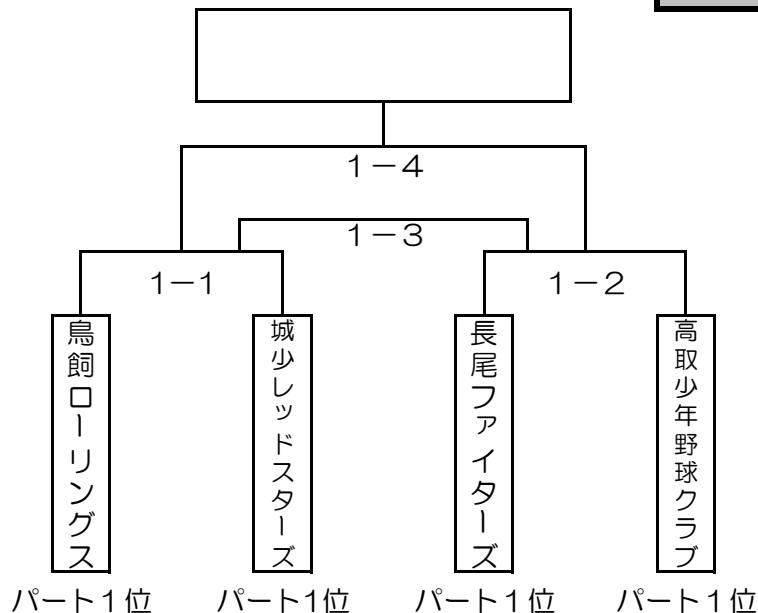 1－4
1－3
1－1
1－2
鳥飼ローリングス
城少レッドスターズ
長尾ファイターズ
高取少年野球クラブ
パート1位
パート1位
パート1位
パート1位